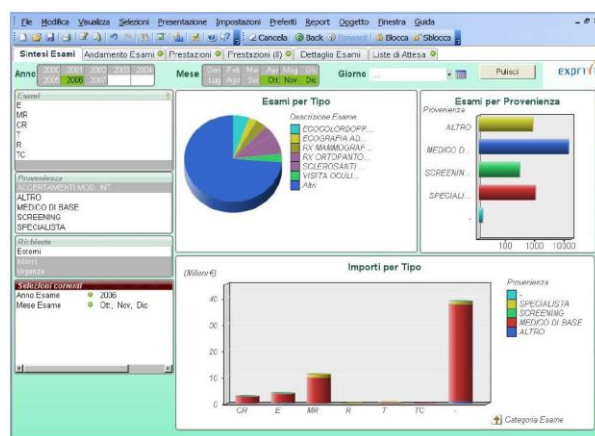 File Modifica Visualizza Selezioni Presentazione Impostazioni Preferiti Report Oggetto Finestra Guida
Cancella Back Forward Blocca Sblocca
Sintesi Esami Andamento Esami Prestazioni Prestazioni (II) Dettaglio Esami Liste di Attesa
Anno 2000 2001 2002 2003 2004 Mese Gen Feb Mar Apr Mag Giu Giorno .. Pulisci
2005 2006 Lug Ago Set Ott Nov Dic
Esami
E
MR
CR
T
R
TC
Provenienza
ACCERTAMENTI MOD. INT.
ALTRO
MEDICO DI BASE
SCREENING
SPECIALISTA
Richieste
Esterni
Interni
Urgenze
Selezioni correnti
Anno Esame 2006
Mese Esame Ott, Nov, Dic
Esami per Tipo
Descrizione Esame
ECOCOLORDOPP...
ECOGRAFIA AD...
RX MAMMOGRAF...
RX ORTOPANTO...
SCLEROSANTI ...
VISITA OCULI...
Altri
Esami per Provenienza
Provenienza
ALTRO
MEDICO D...
SCREENIN...
SPECIALI...
-
100 1000 10000
Importi per Tipo
(Milioni €)
40
30
20
10
0
CR E MR R T TC -
Provenienza
-
SPECIALISTA
SCREENING
MEDICO DI BASE
ALTRO
Categoria Esame